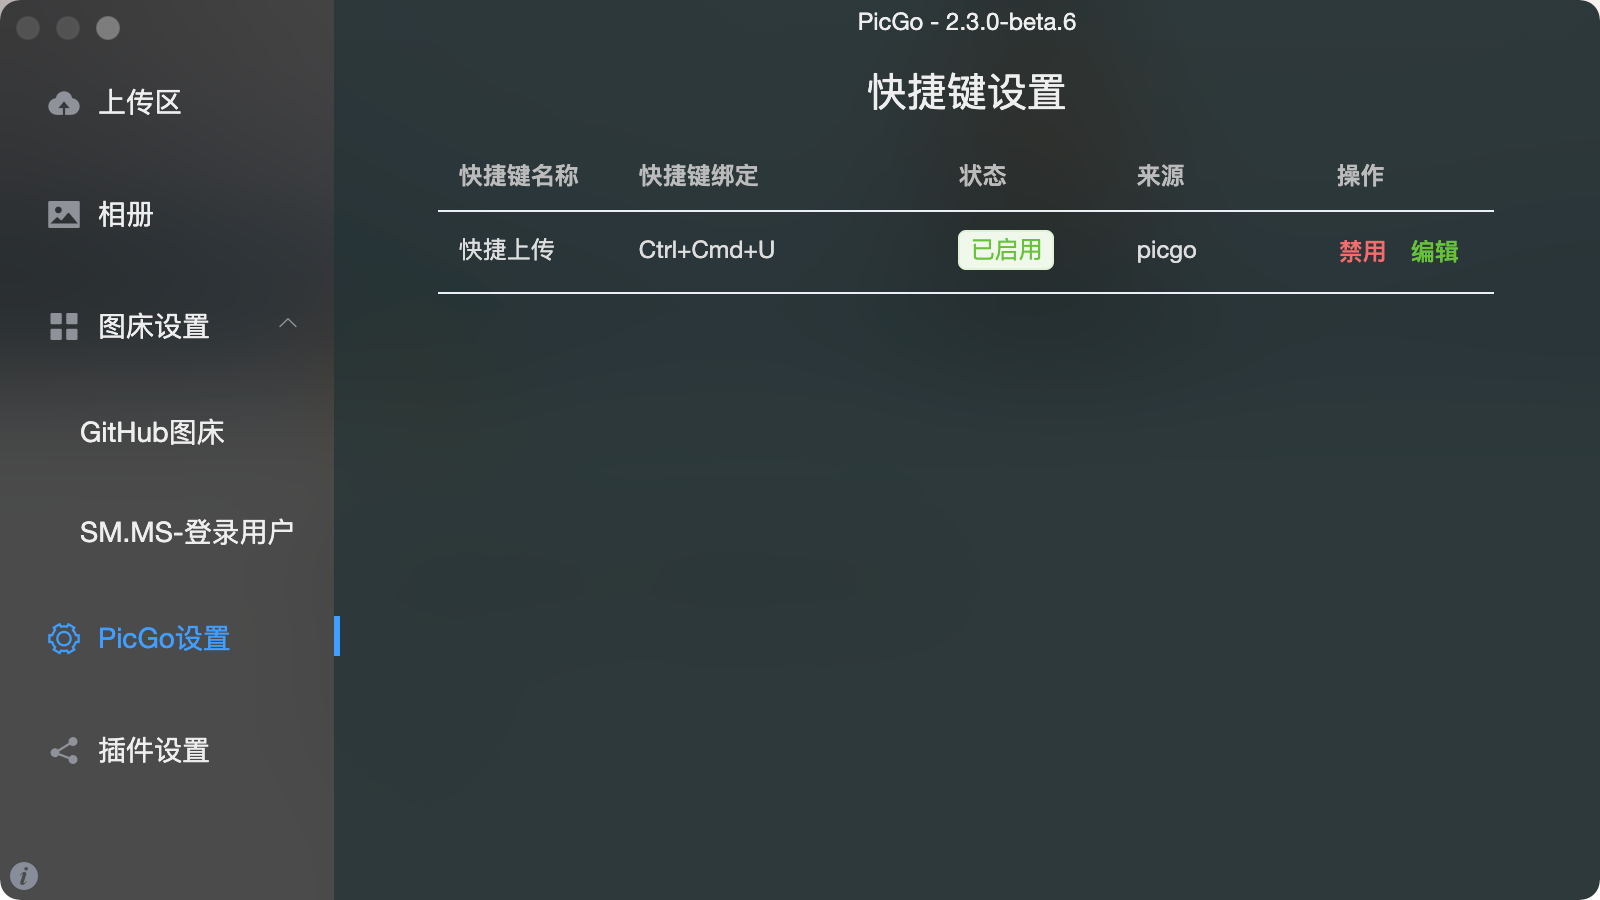 PicGo - 2.3.0-beta.6
上传区
相册
图床设置
GitHub图床
SM.MS-登录用户
PicGo设置
插件设置
快捷键设置
快捷键名称 快捷键绑定 状态 来源 操作
快捷上传 Ctrl+Cmd+U 已启用 picgo 禁用 编辑